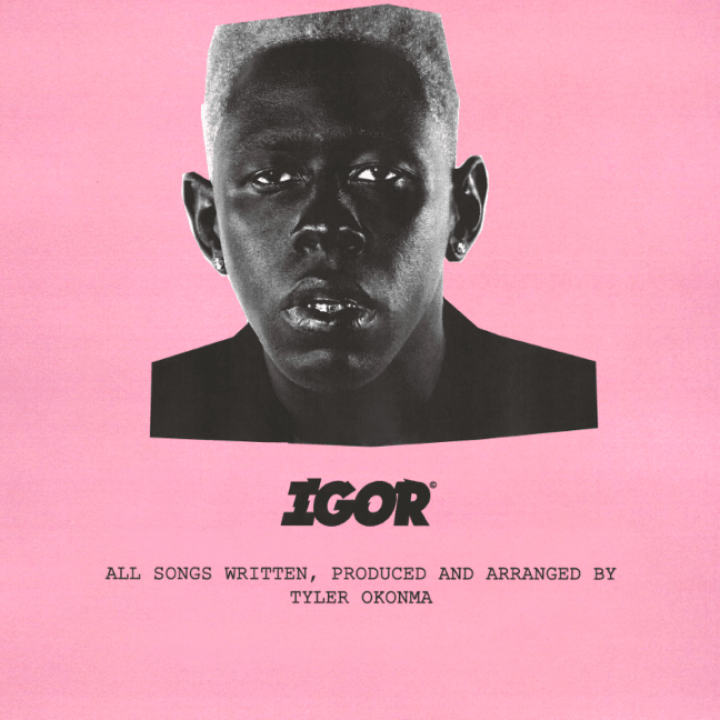 IGOR©
ALL SONGS WRITTEN, PRODUCED AND ARRANGED BY
TYLER OKONMA